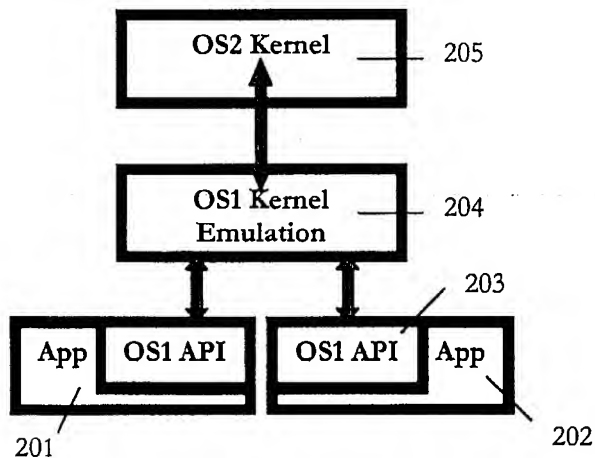 OS2 Kernel
205
OS1 Kernel
Emulation
204
203
App
OS1 API
OS1 API
App
201
202